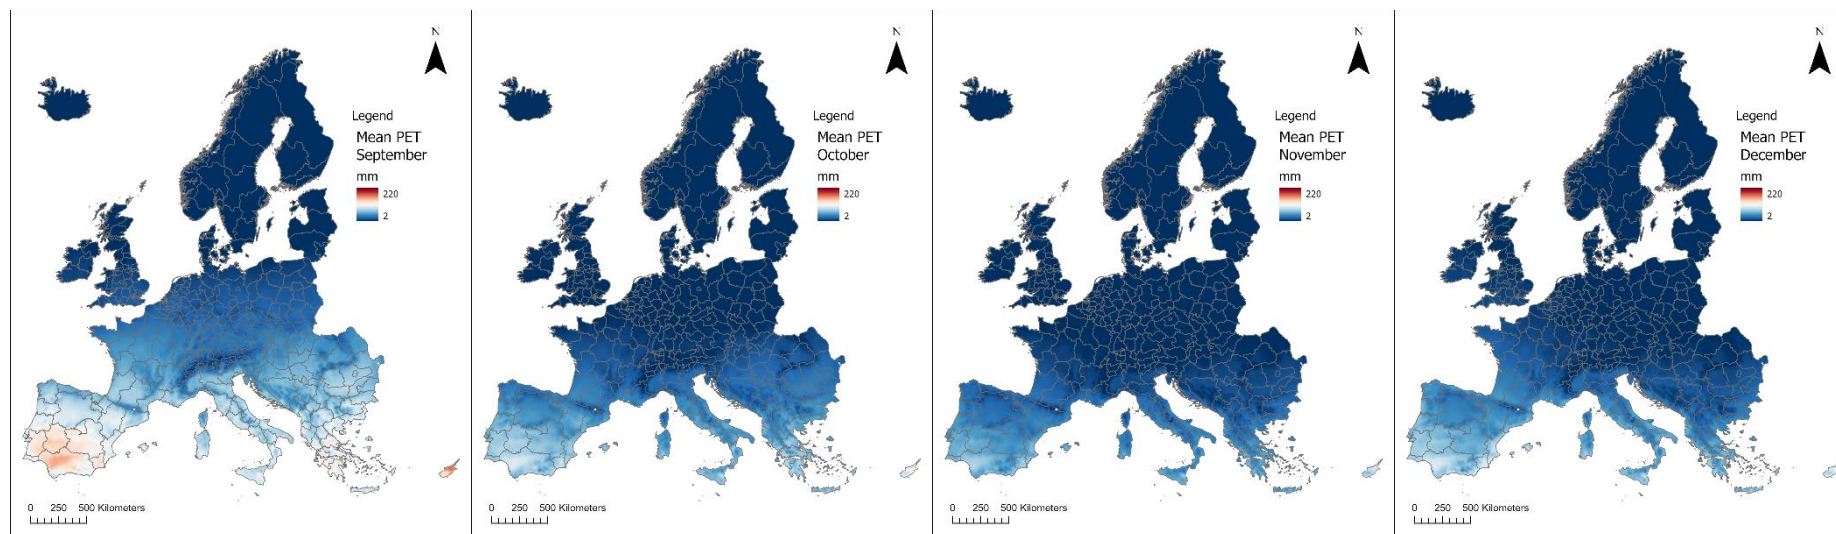 N
Legend
Mean PET
September
mm
220
2
0 250 500 Kilometers
N
Legend
Mean PET
October
mm
220
2
0 250 500 Kilometers
N
Legend
Mean PET
November
mm
220
2
0 250 500 Kilometers
N
Legend
Mean PET
December
mm
220
2
0 250 500 Kilometers